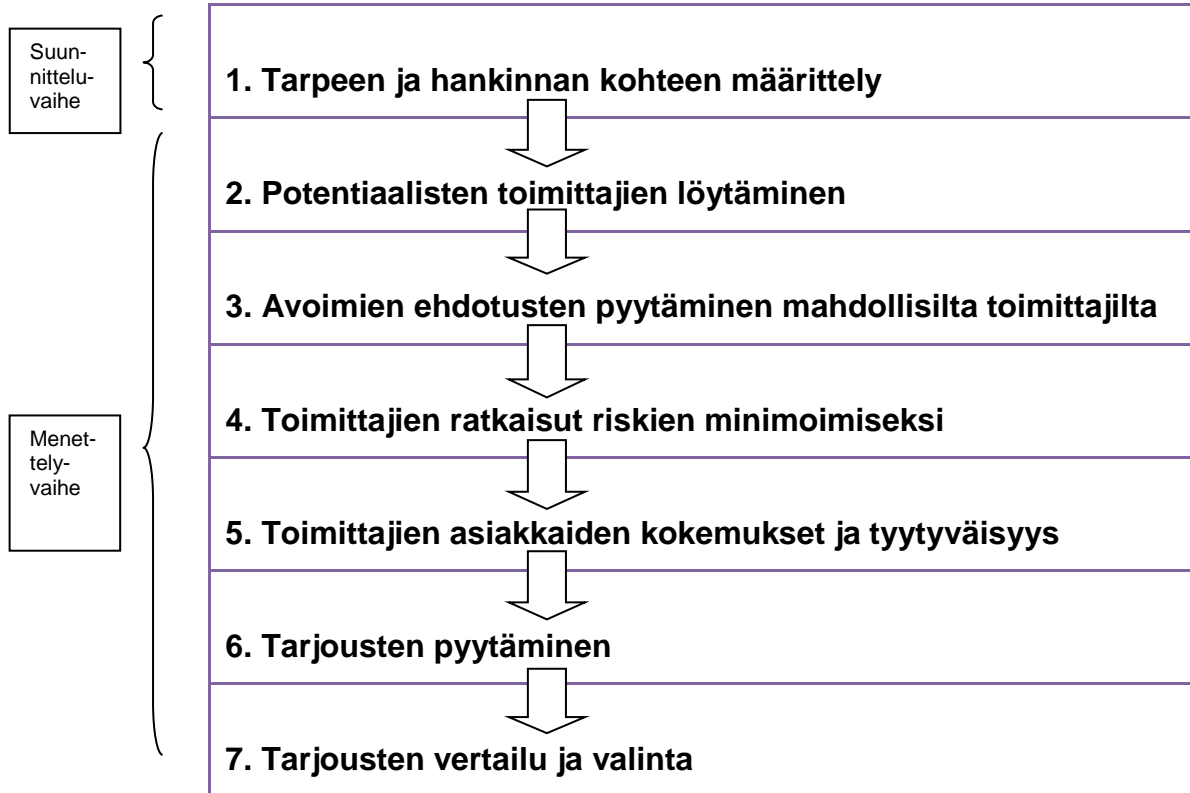 Suun-
nittelu-
vaihe
1. Tarpeen ja hankinnan kohteen määrittely
2. Potentiaalisten toimittajien löytäminen
3. Avoimien ehdotusten pyytäminen mahdollisilta toimittajilta
4. Toimittajien ratkaisut riskien minimoimiseksi
Menet-
tely-
vaihe
5. Toimittajien asiakkaiden kokemukset ja tyytyväisyys
6. Tarjousten pyytäminen
7. Tarjousten vertailu ja valinta